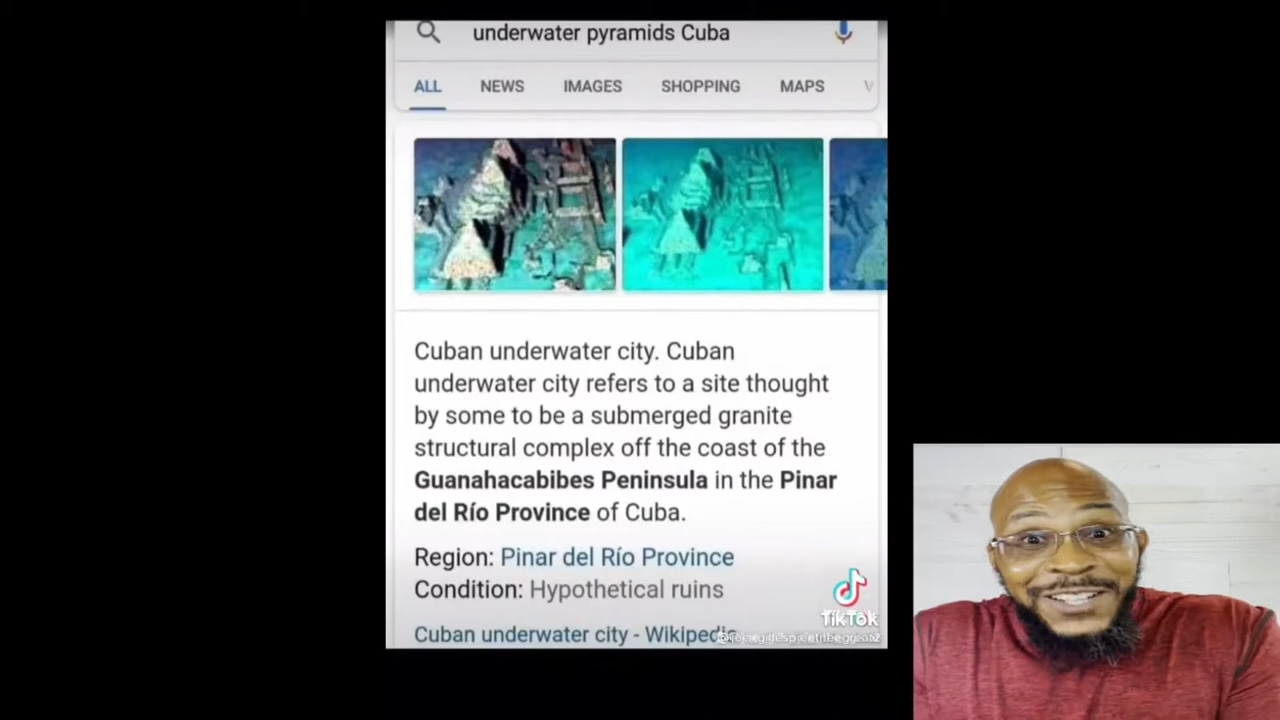 underwater pyramids Cuba
ALL NEWS IMAGES SHOPPING MAPS V
Cuban underwater city. Cuban
underwater city refers to a site thought
by some to be a submerged granite
structural complex off the coast of the
Guanahacabibes Peninsula in the Pinar
del Río Province of Cuba.
Region: Pinar del Río Province
Condition: Hypothetical ruins
TikTok
Cuban underwater city - Wikipedia